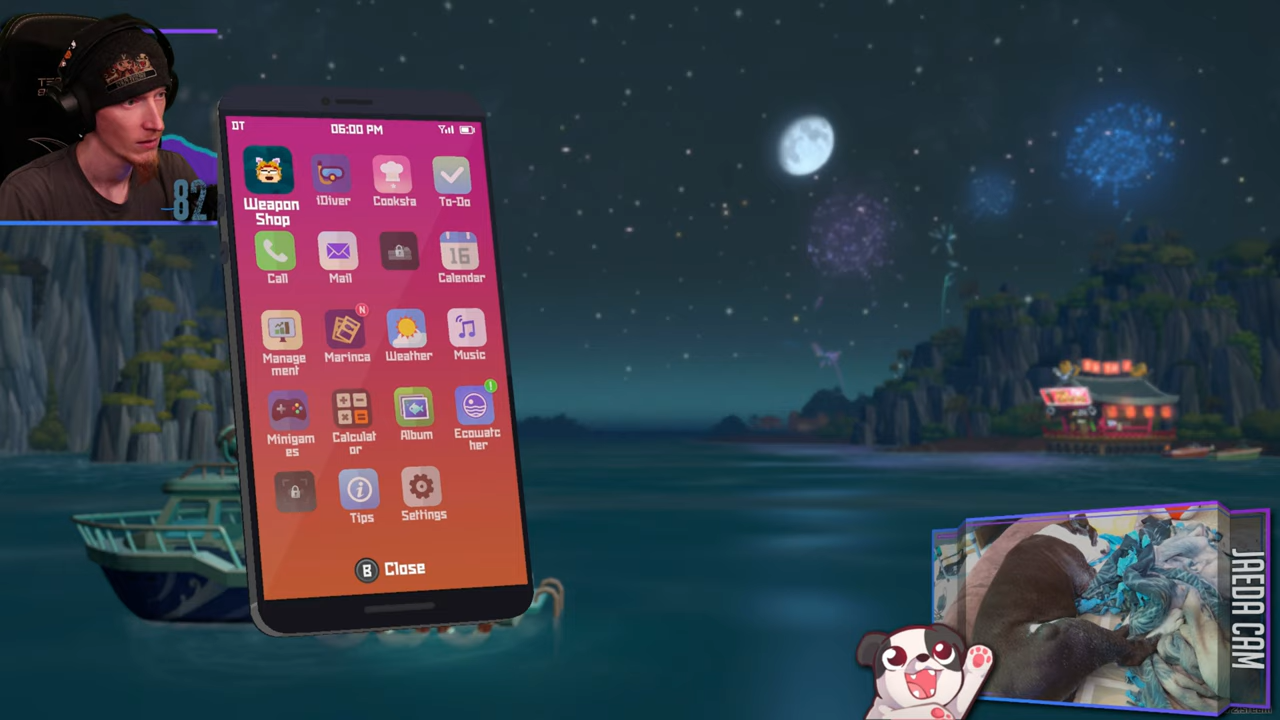 DT
06:00 PM
Weapon
Shop
iDiver
Cooksta
To-Do
Call
Mail
16
Calendar
Manage
ment
N
Marinca
Weather
Music
Minigam
es
Calculat
or
Album
!
Ecowatc
her
Tips
Settings
B Close
82
JAEDA CAM